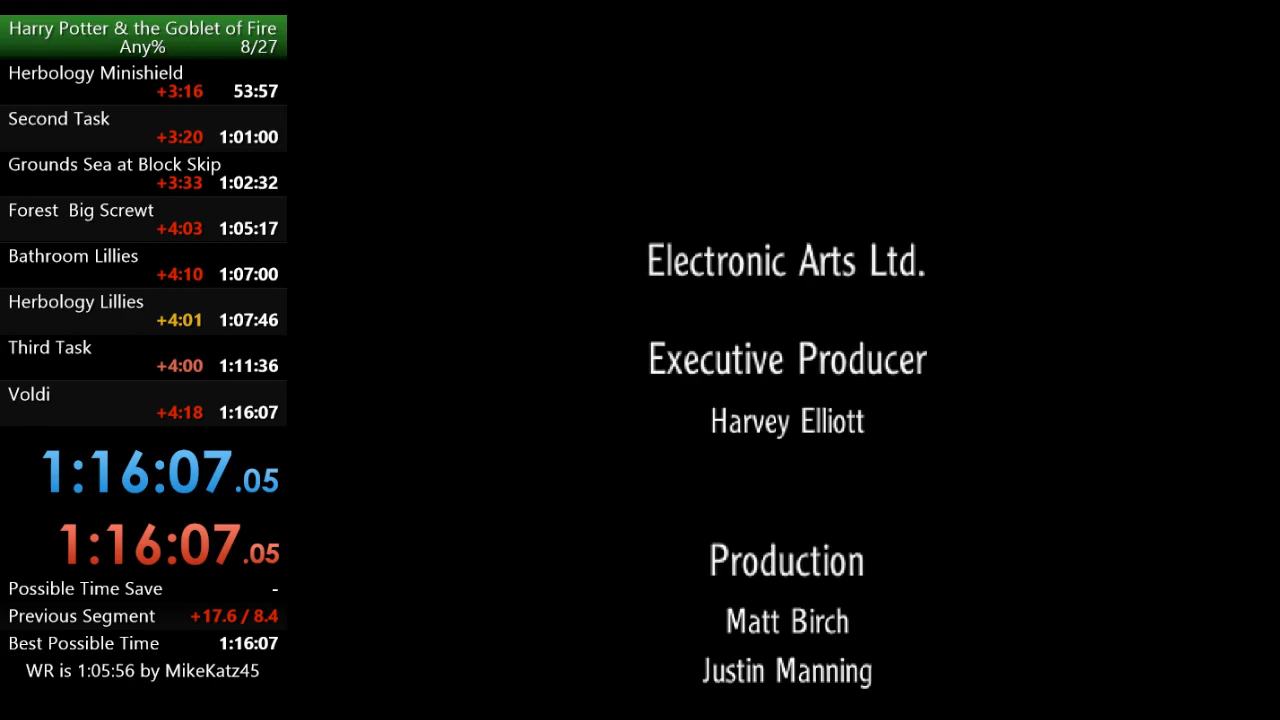 Harry Potter & the Goblet of Fire
Any% 8/27
Herbology Minishield
+3:16 53:57
Second Task
+3:20 1:01:00
Grounds Sea at Block Skip
+3:33 1:02:32
Forest  Big Screwt
+4:03 1:05:17
Bathroom Lillies
+4:10 1:07:00
Herbology Lillies
+4:01 1:07:46
Third Task
+4:00 1:11:36
Voldi
+4:18 1:16:07
1:16:07.05
1:16:07.05
Possible Time Save -
Previous Segment +17.6 / 8.4
Best Possible Time 1:16:07
WR is 1:05:56 by MikeKatz45
Electronic Arts Ltd.
Executive Producer
Harvey Elliott
Production
Matt Birch
Justin Manning